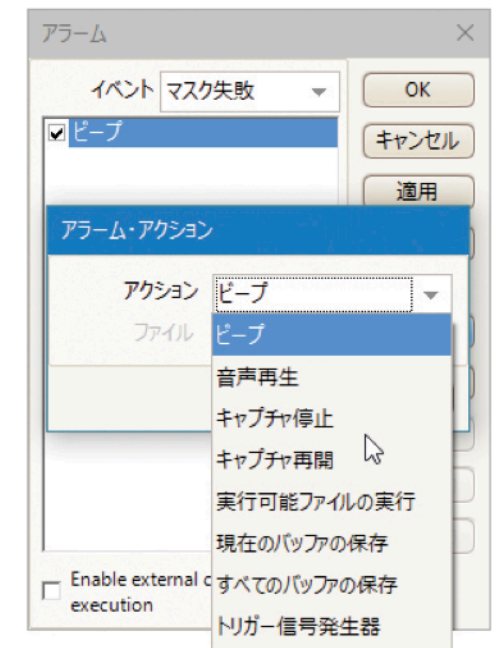 アラーム
イベント マスク失敗
OK
ビープ
キャンセル
適用
アラーム・アクション
アクション ビープ
ファイル
ビープ
音声再生
キャプチャ停止
キャプチャ再開
実行可能ファイルの実行
現在のバッファの保存
すべてのバッファの保存
トリガー信号発生器
Enable external
execution